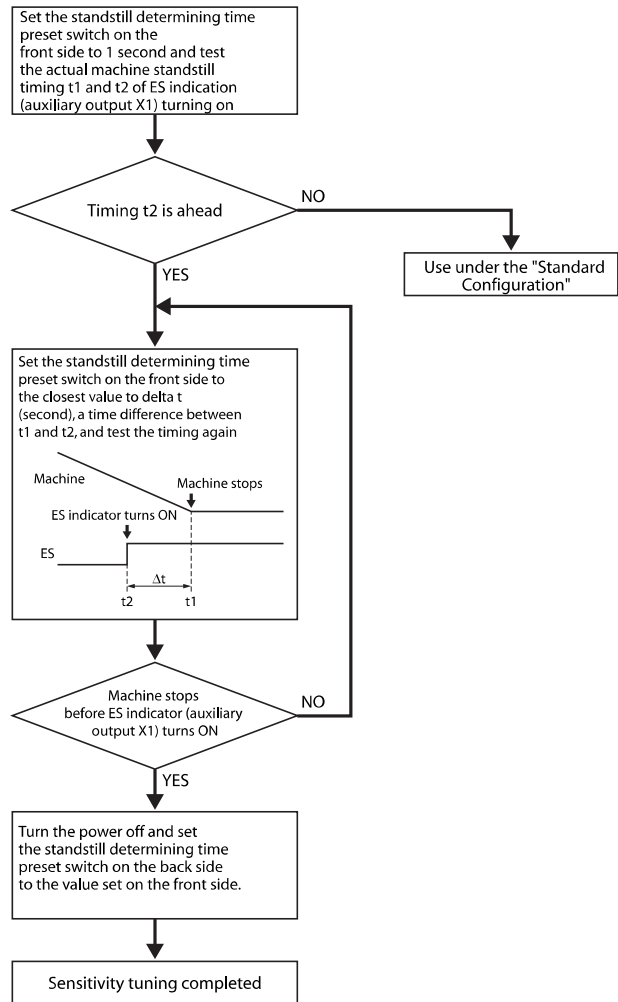 Set the standstill determining time
preset switch on the
front side to 1 second and test
the actual machine standstill
timing t1 and t2 of ES indication
(auxiliary output X1) turning on
Timing t2 is ahead
NO
Use under the "Standard
Configuration"
YES
Set the standstill determining time
preset switch on the front side to
the closest value to delta t
(second), a time difference between
t1 and t2, and test the timing again
Machine
Machine stops
ES indicator turns ON
ES
Δt
t2
t1
Machine stops
before ES indicator (auxiliary
output X1) turns ON
NO
YES
Turn the power off and set
the standstill determining time
preset switch on the back side
to the value set on the front side.
Sensitivity tuning completed